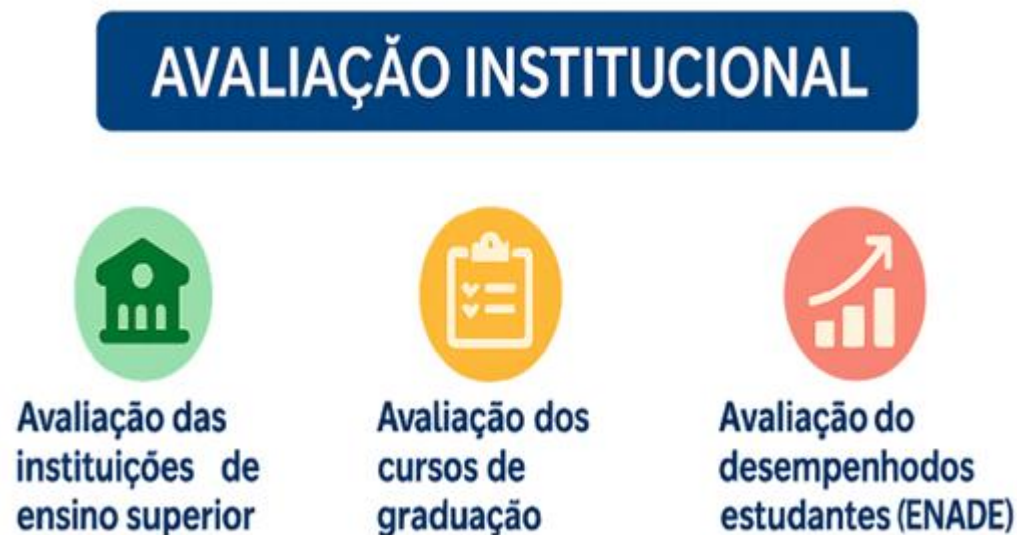 AVALIAÇÃO INSTITUCIONAL
Avaliação das
instituições de
ensino superior
Avaliação dos
cursos de
graduação
Avaliação do
desempenhodos
estudantes (ENADE)